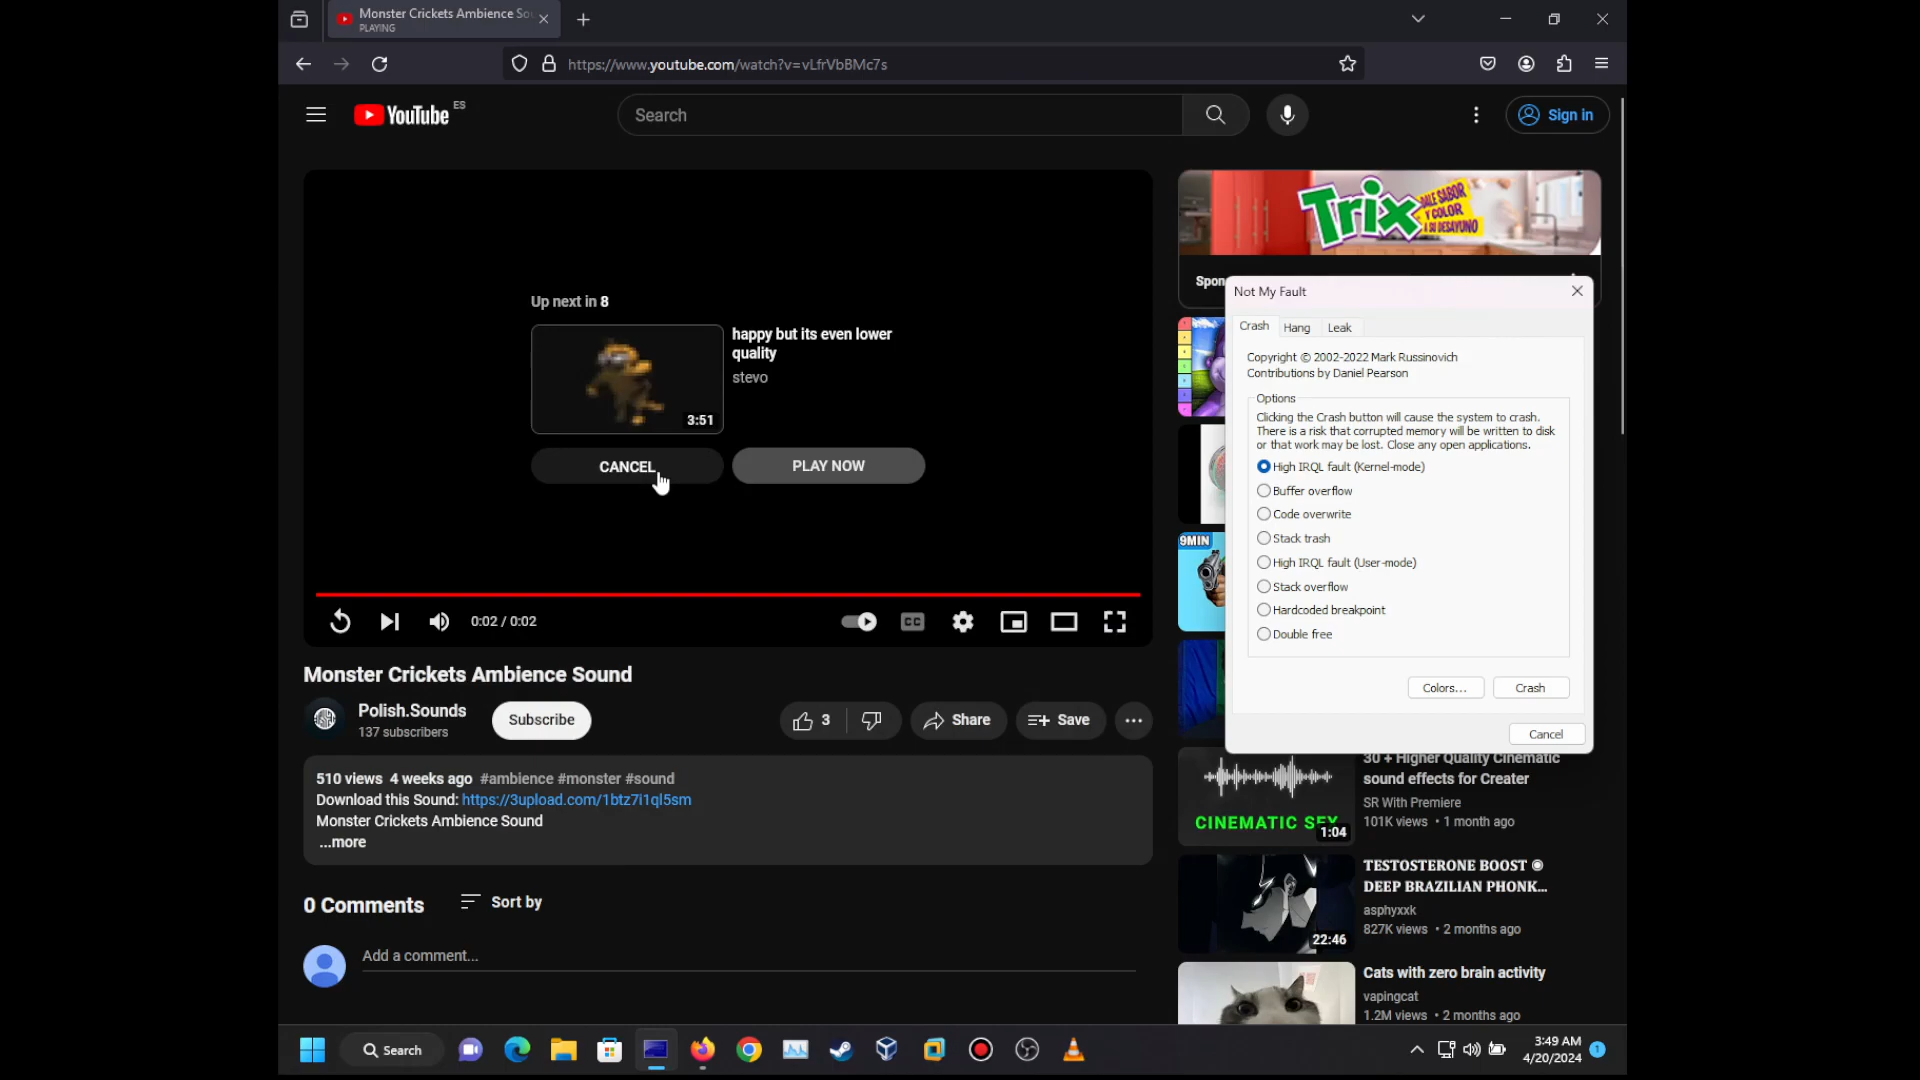 Monster Crickets Ambience So
PLAYING
https://www.youtube.com/watch?v=vLfrVbBMc7s
YouTube ES
Search
Sign in
Up next in 8
happy but its even lower
quality
stevo
3:51
CANCEL
PLAY NOW
0:02 / 0:02
CC
Monster Crickets Ambience Sound
Polish.Sounds
137 subscribers
Subscribe
3
Share
Save
510 views 4 weeks ago #ambience #monster #sound
Download this Sound: https://3upload.com/1btz7i1ql5sm
Monster Crickets Ambience Sound
...more
0 Comments
Sort by
Add a comment...
Trix
DALE SABOR
Y COLOR
A SU DESAYUNO
Spon
Not My Fault
Crash
Hang
Leak
Copyright © 2002-2022 Mark Russinovich
Contributions by Daniel Pearson
Options
Clicking the Crash button will cause the system to crash.
There is a risk that corrupted memory will be written to disk
or that work may be lost. Close any open applications.
High IRQL fault (Kernel-mode)
Buffer overflow
Code overwrite
Stack trash
High IRQL fault (User-mode)
Stack overflow
Hardcoded breakpoint
Double free
Colors...
Crash
Cancel
9MIN
30 + Higher Quality Cinematic
sound effects for Creater
SR With Premiere
101K views • 1 month ago
CINEMATIC SFX
1:04
TESTOSTERONE BOOST ◉
DEEP BRAZILIAN PHONK...
asphyxxk
827K views • 2 months ago
22:46
Cats with zero brain activity
vapingcat
1.2M views • 2 months ago
Search
3:49 AM
4/20/2024
1